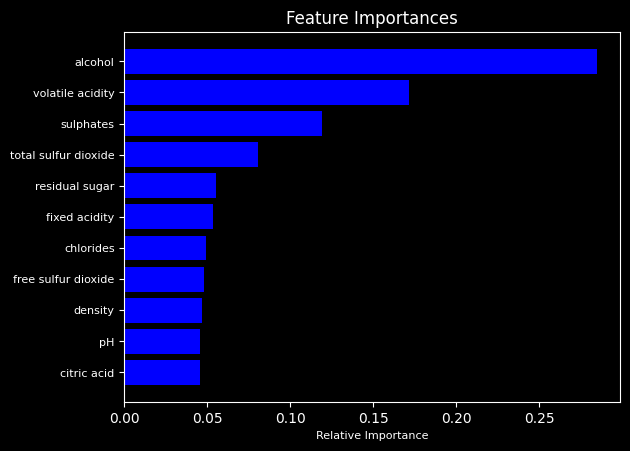 Feature Importances
alcohol
volatile acidity
sulphates
total sulfur dioxide
residual sugar
fixed acidity
chlorides
free sulfur dioxide
density
pH
citric acid
0.00 0.05 0.10 0.15 0.20 0.25
Relative Importance